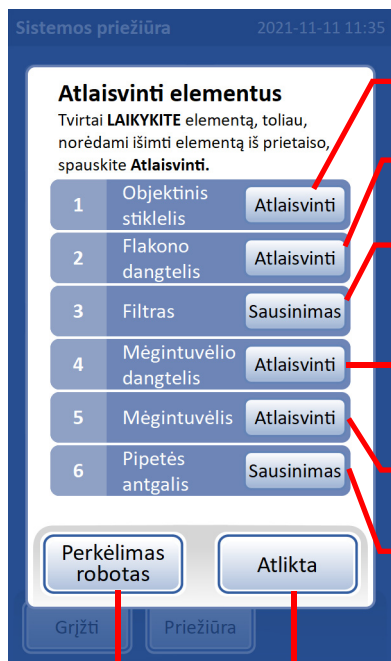 Sistemos priežiūra 2021-11-11 11:35
Atlaisvinti elementus
Tvirtai LAIKYKITE elementą, toliau,
norėdami išimti elementą iš prietaiso,
spauskite Atlaisvinti.
1 Objektinis
stiklelis Atlaisvinti
2 Flakono
dangtelis Atlaisvinti
3 Filtras Sausinimas
4 Mėgintuvėlio
dangtelis Atlaisvinti
5 Mėgintuvėlis Atlaisvinti
6 Pipetės
antgalis Sausinimas
Perkėlimas
robotas
Atlikta
Grįžti Priežiūra